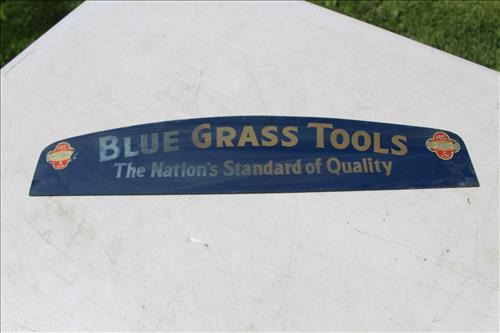 BLUE GRASS TOOLS
The Nation's Standard of Quality